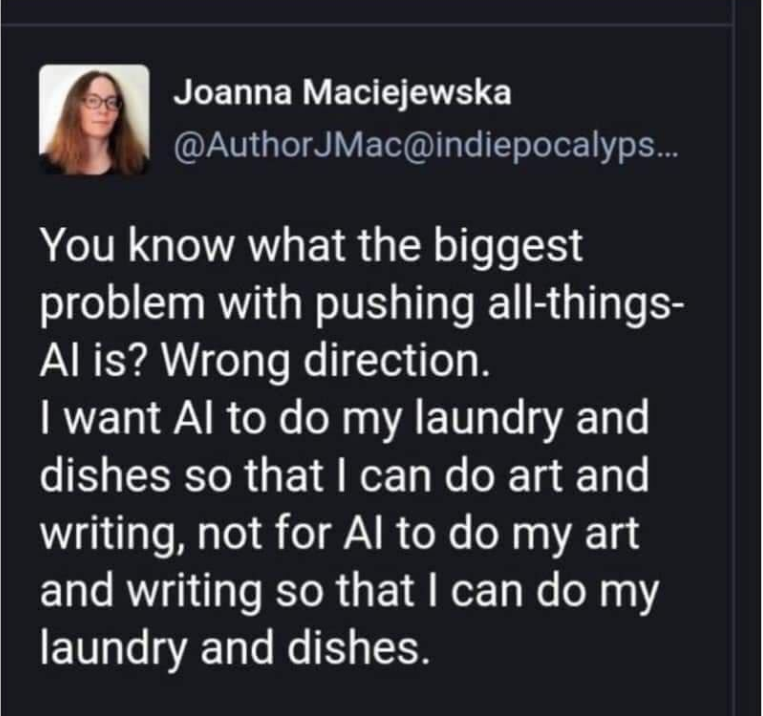 Joanna Maciejewska
@AuthorJMac@indiepocalyps...
You know what the biggest
problem with pushing all-things-
AI is? Wrong direction.
I want AI to do my laundry and
dishes so that I can do art and
writing, not for AI to do my art
and writing so that I can do my
laundry and dishes.